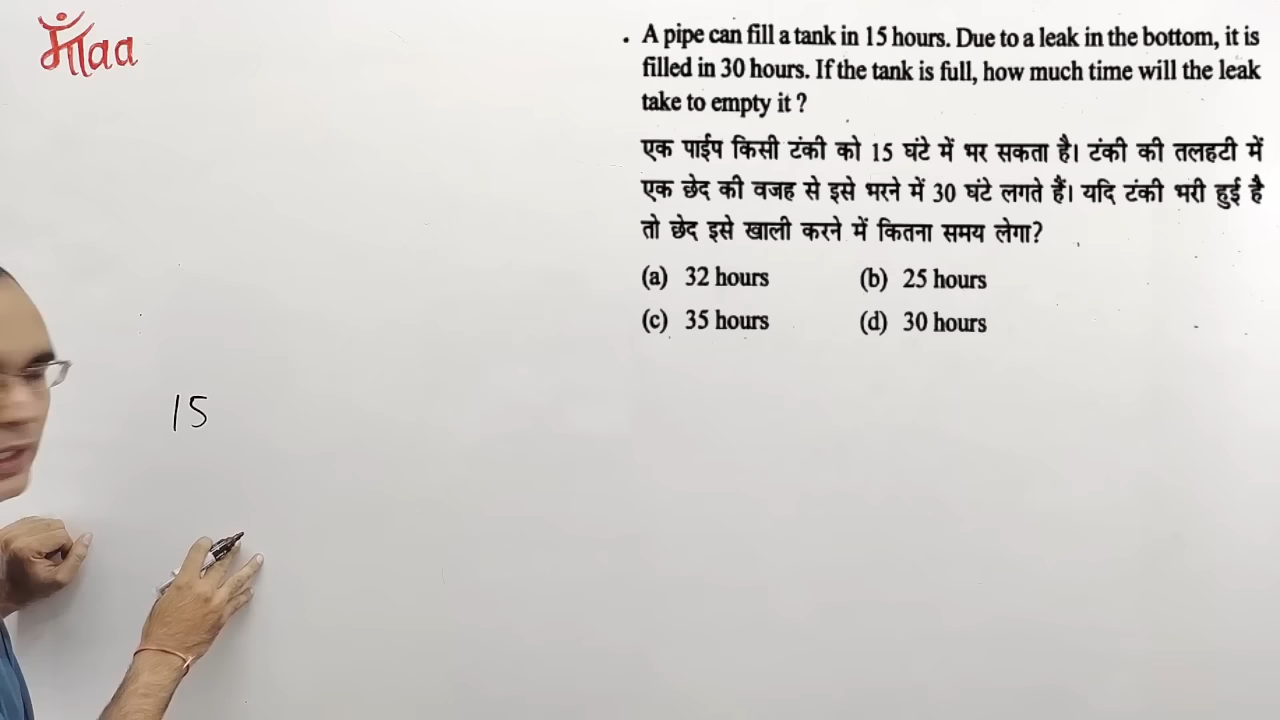 माँaa
. A pipe can fill a tank in 15 hours. Due to a leak in the bottom, it is
filled in 30 hours. If the tank is full, how much time will the leak
take to empty it ?
एक पाईप किसी टंकी को 15 घंटे में भर सकता है। टंकी की तलहटी में
एक छेद की वजह से इसे भरने में 30 घंटे लगते हैं। यदि टंकी भरी हुई है
तो छेद इसे खाली करने में कितना समय लेगा?
(a) 32 hours (b) 25 hours
(c) 35 hours (d) 30 hours
15